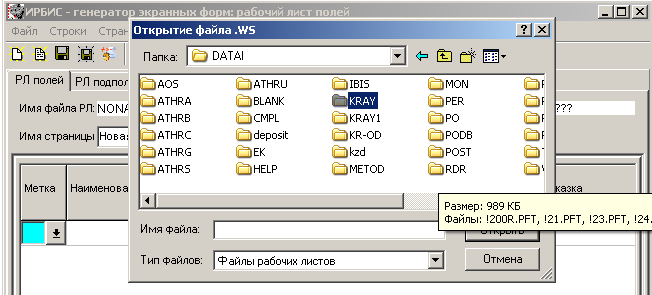 ИРБИС - генератор экранных форм: рабочий лист полей
Файл Строки
Открытие файла .WS
Папка: DATAI
РЛ полей РЛ подпол
Имя файла РЛ: NONA ???
Имя страницы Новая
Метка Наименова
AOS ATHRU IBIS MON
ATHRA BLANK KRAY PER
ATHRB CMPL KRAY1 PO
ATHRC deposit KR-OD PODB
ATHRG EK kzd POST
ATHRS HELP METOD RDR
Размер: 989 КБ
Файлы: !200R.PFT, !21.PFT, !23.PFT, !24.
Имя файла: Открыть
Тип файлов: Файлы рабочих листов Отмена